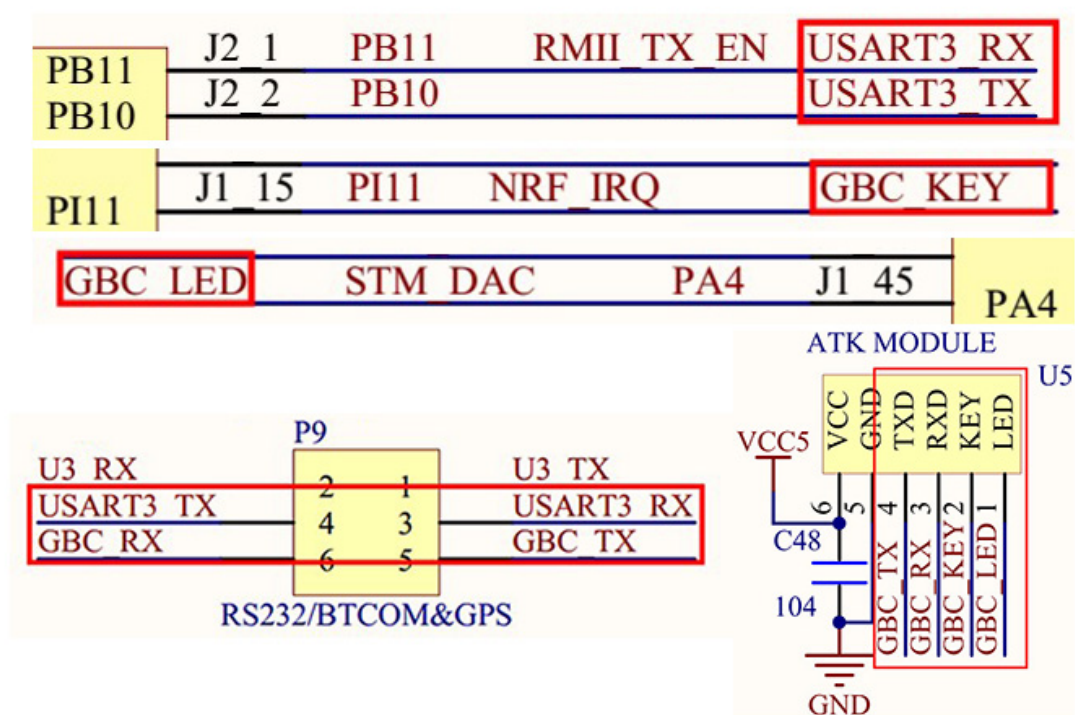 PB11 J2_1 PB11 RMII_TX_EN USART3_RX
PB10 J2_2 PB10 USART3_TX
PI11 J1_15 PI11 NRF_IRQ GBC_KEY
GBC_LED STM_DAC PA4 J1_45 PA4
P9
U3_RX 2 1 U3_TX
USART3_TX 4 3 USART3_RX
GBC_RX 6 5 GBC_TX
RS232/BTCOM&GPS
ATK MODULE
U5
VCC GND TXD RXD KEY LED
VCC5
6 5 4 3 2 1
C48
104
GBC_TX GBC_RX GBC_KEY GBC_LED
GND